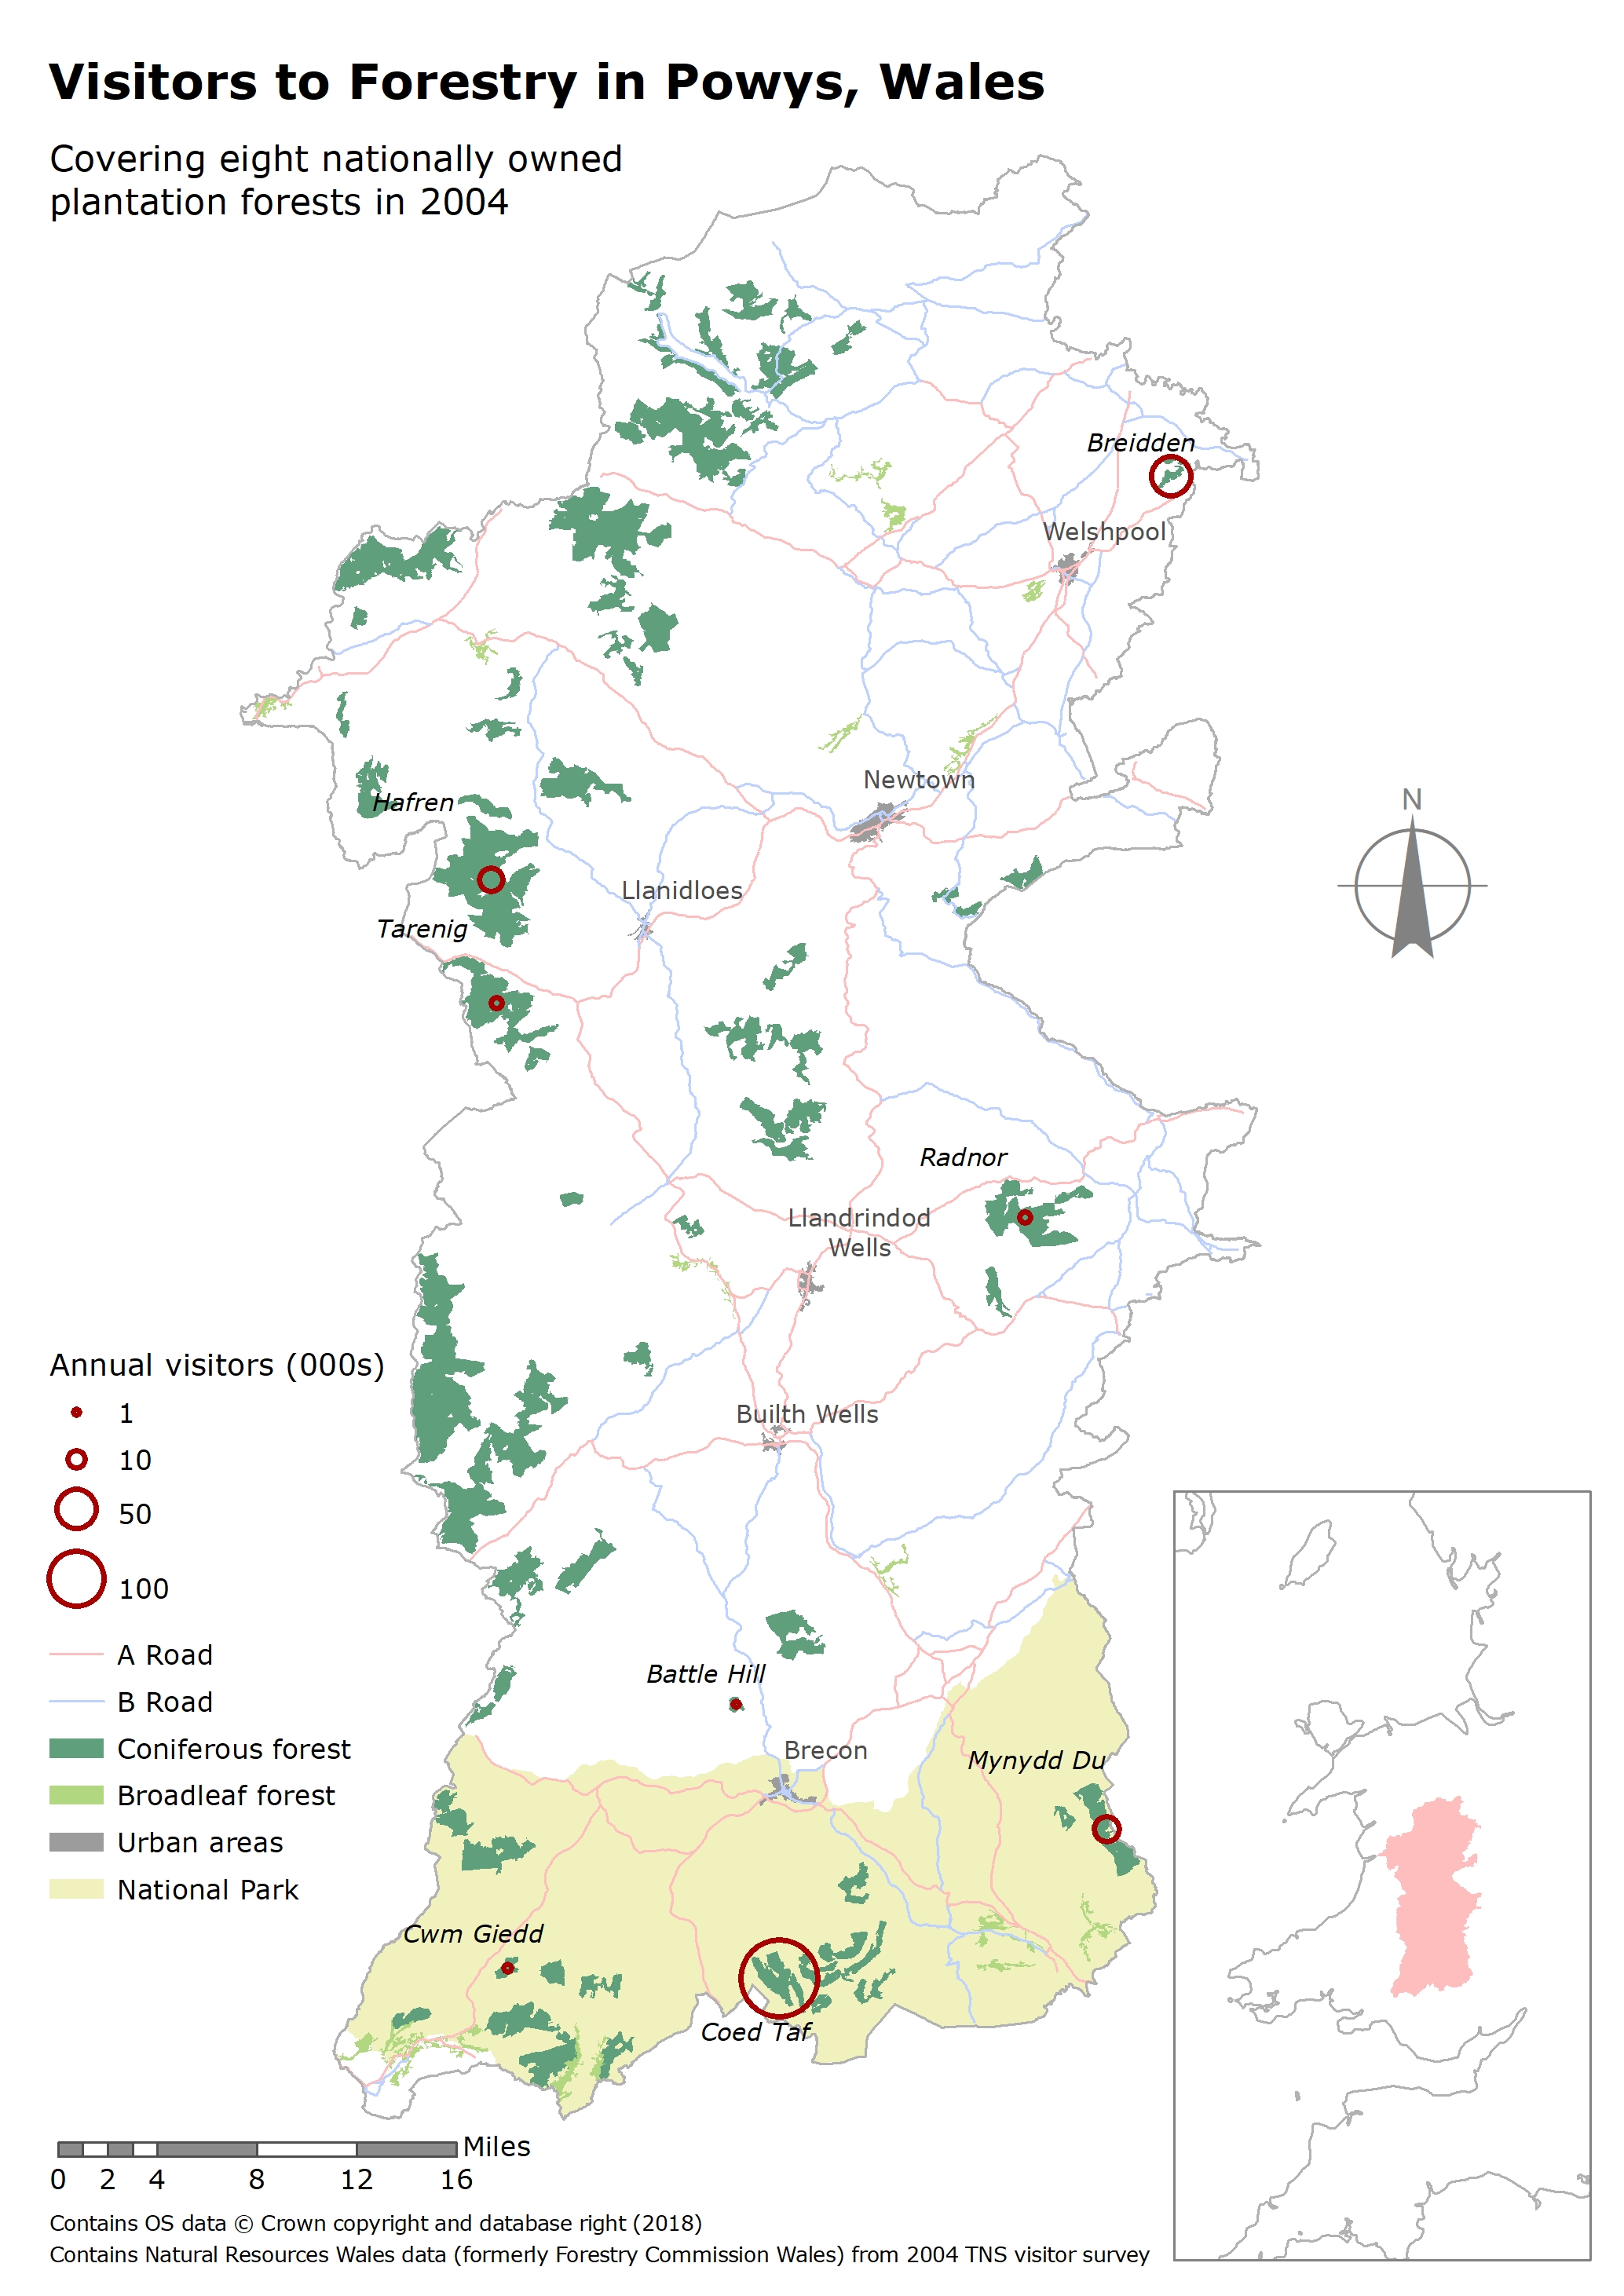 Visitors to Forestry in Powys, Wales
Covering eight nationally owned
plantation forests in 2004
Breidden
Welshpool
Newtown
Hafren
N
Llanidloes
Tarenig
Radnor
Llandrindod
Wells
Annual visitors (000s)
1
10
50
100
A Road
B Road
Coniferous forest
Broadleaf forest
Urban areas
National Park
Builth Wells
Battle Hill
Brecon
Mynydd Du
Cwm Giedd
Coed Taf
Miles
0 2 4 8 12 16
Contains OS data © Crown copyright and database right (2018)
Contains Natural Resources Wales data (formerly Forestry Commission Wales) from 2004 TNS visitor survey